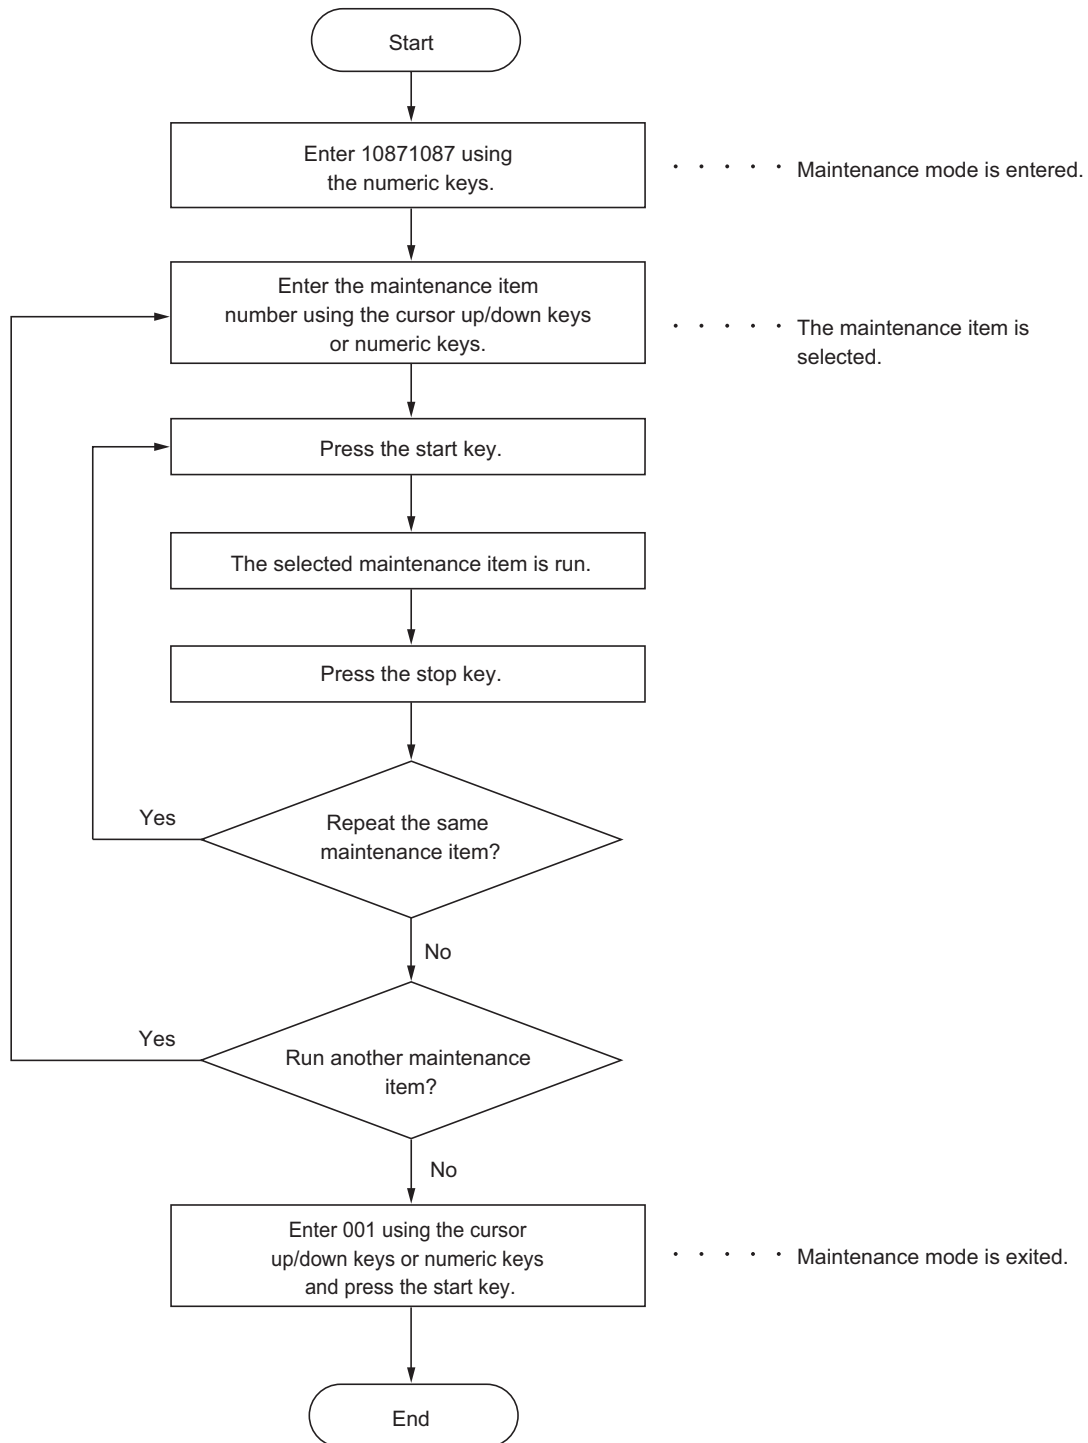 Start
Enter 10871087 using
the numeric keys.
· · · · · Maintenance mode is entered.
Enter the maintenance item
number using the cursor up/down keys
or numeric keys.
· · · · · The maintenance item is
selected.
Press the start key.
The selected maintenance item is run.
Press the stop key.
Yes
Repeat the same
maintenance item?
No
Yes
Run another maintenance
item?
No
Enter 001 using the cursor
up/down keys or numeric keys
and press the start key.
· · · · · Maintenance mode is exited.
End